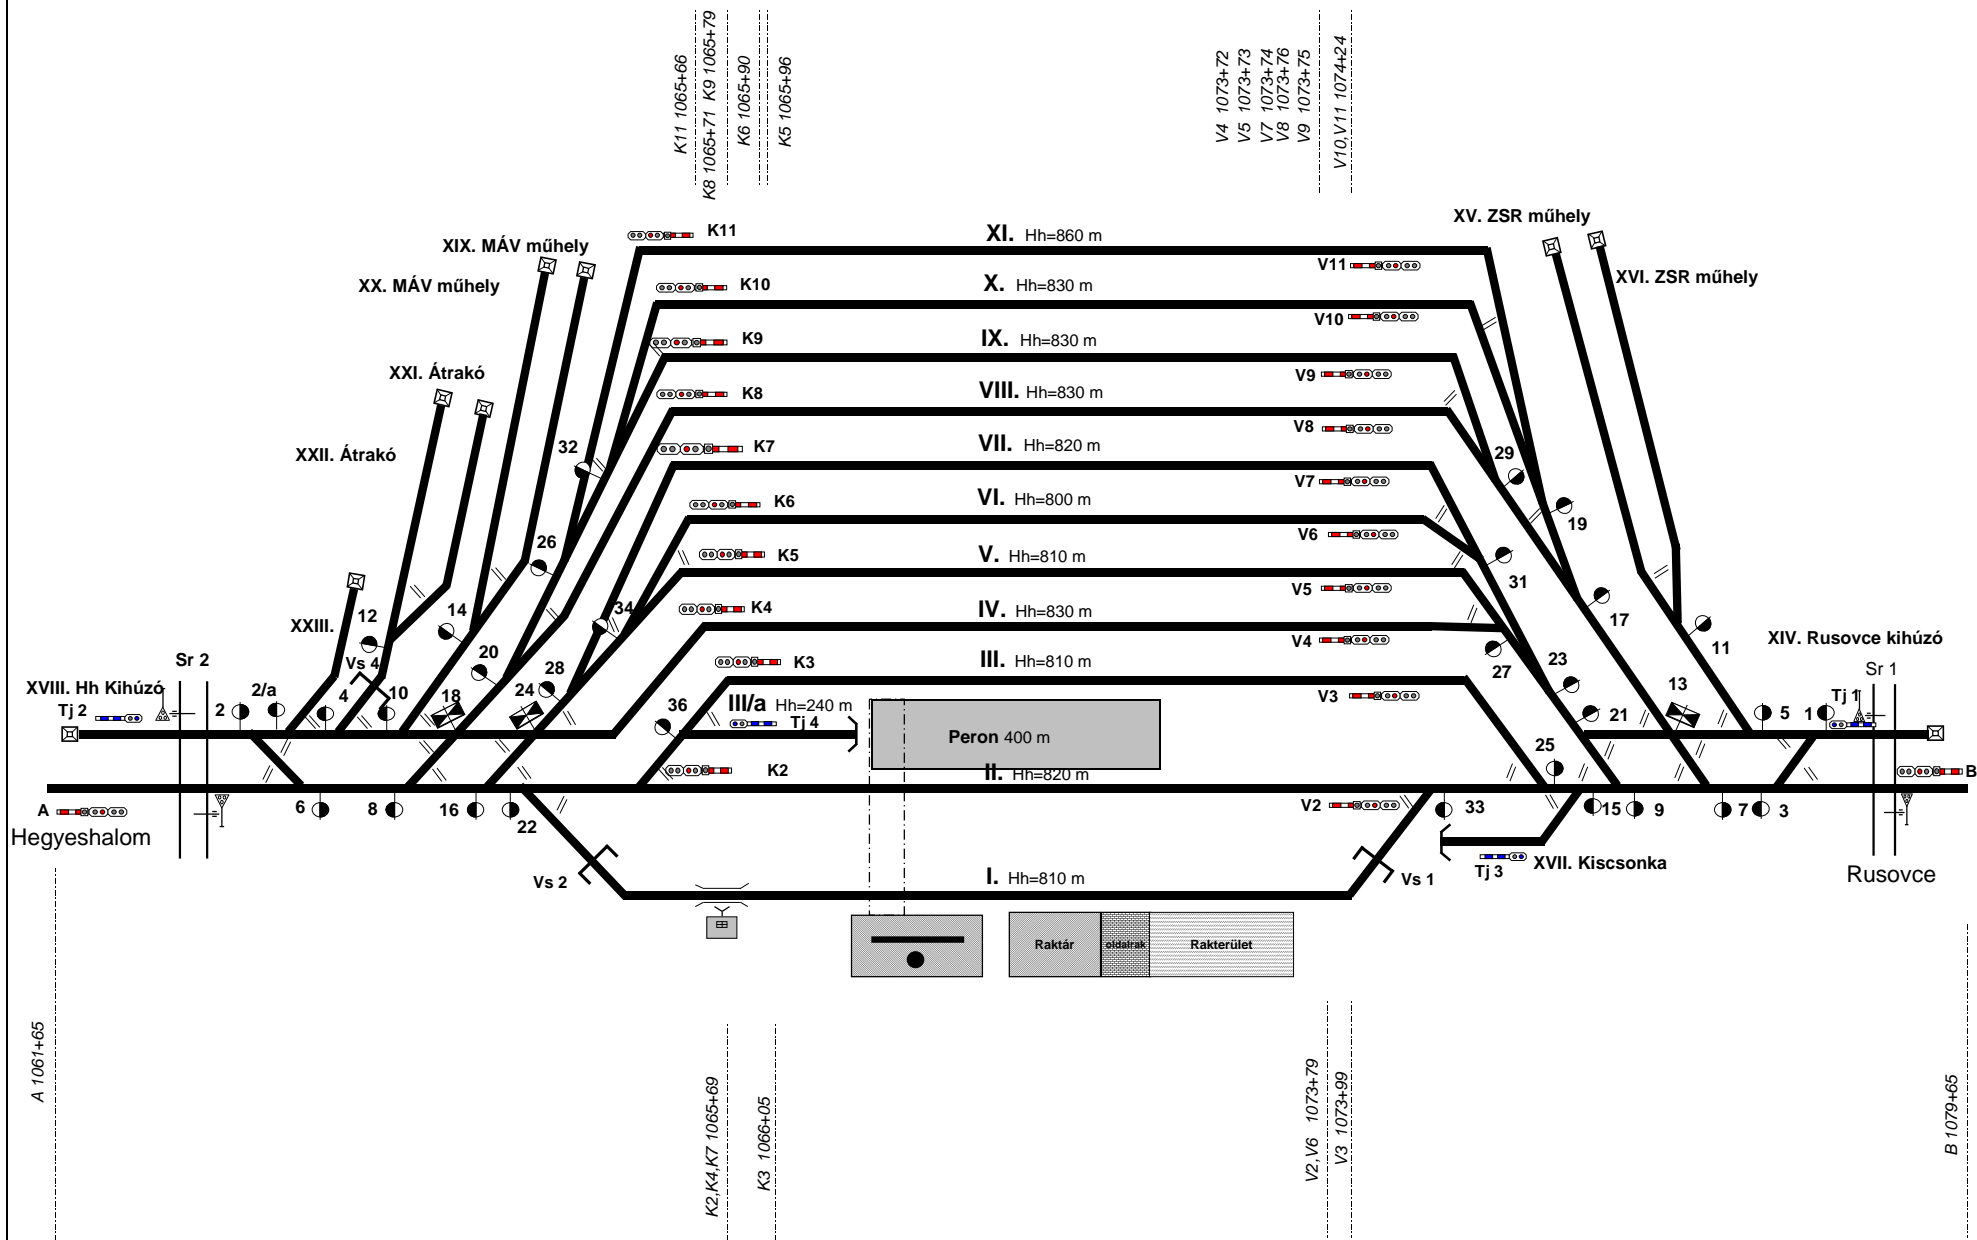 K11 1065+66
K8 1065+71 K9 1065+79
K6 1065+90
K5 1065+96
V4 1073+72
V5 1073+73
V7 1073+74
V8 1073+76
V9 1073+75
V10,V11 1074+24
XI. Hh=860 m
K11
V11
X. Hh=830 m
K10
V10
IX. Hh=830 m
K9
V9
VIII. Hh=830 m
K8
V8
VII. Hh=820 m
K7
V7
VI. Hh=800 m
K6
V6
V. Hh=810 m
K5
V5
IV. Hh=830 m
K4
V4
III. Hh=810 m
K3
V3
III/a Hh=240 m
Tj 4
Peron 400 m
II. Hh=820 m
K2
V2
I. Hh=810 m
XIX. MÁV műhely
XX. MÁV műhely
XXI. Átrakó
XXII. Átrakó
XXIII.
XV. ZSR műhely
XVI. ZSR műhely
XIV. Rusovce kihúzó
Sr 1
Tj 1
XVIII. Hh Kihúzó
Tj 2
Sr 2
2
2/a
4
Vs 4
10
12
14
18
20
24
26
28
32
34
36
6
8
16
22
29
19
31
17
11
27
23
13
21
5
1
25
33
15
9
7
3
A
Hegyeshalom
B
Rusovce
Vs 2
Vs 1
Tj 3
XVII. Kiscsonka
Raktár
oldalrak
Rakterület
A 1061+65
K2,K4,K7 1065+69
K3 1066+05
V2,V6 1073+79
V3 1073+99
B 1079+65